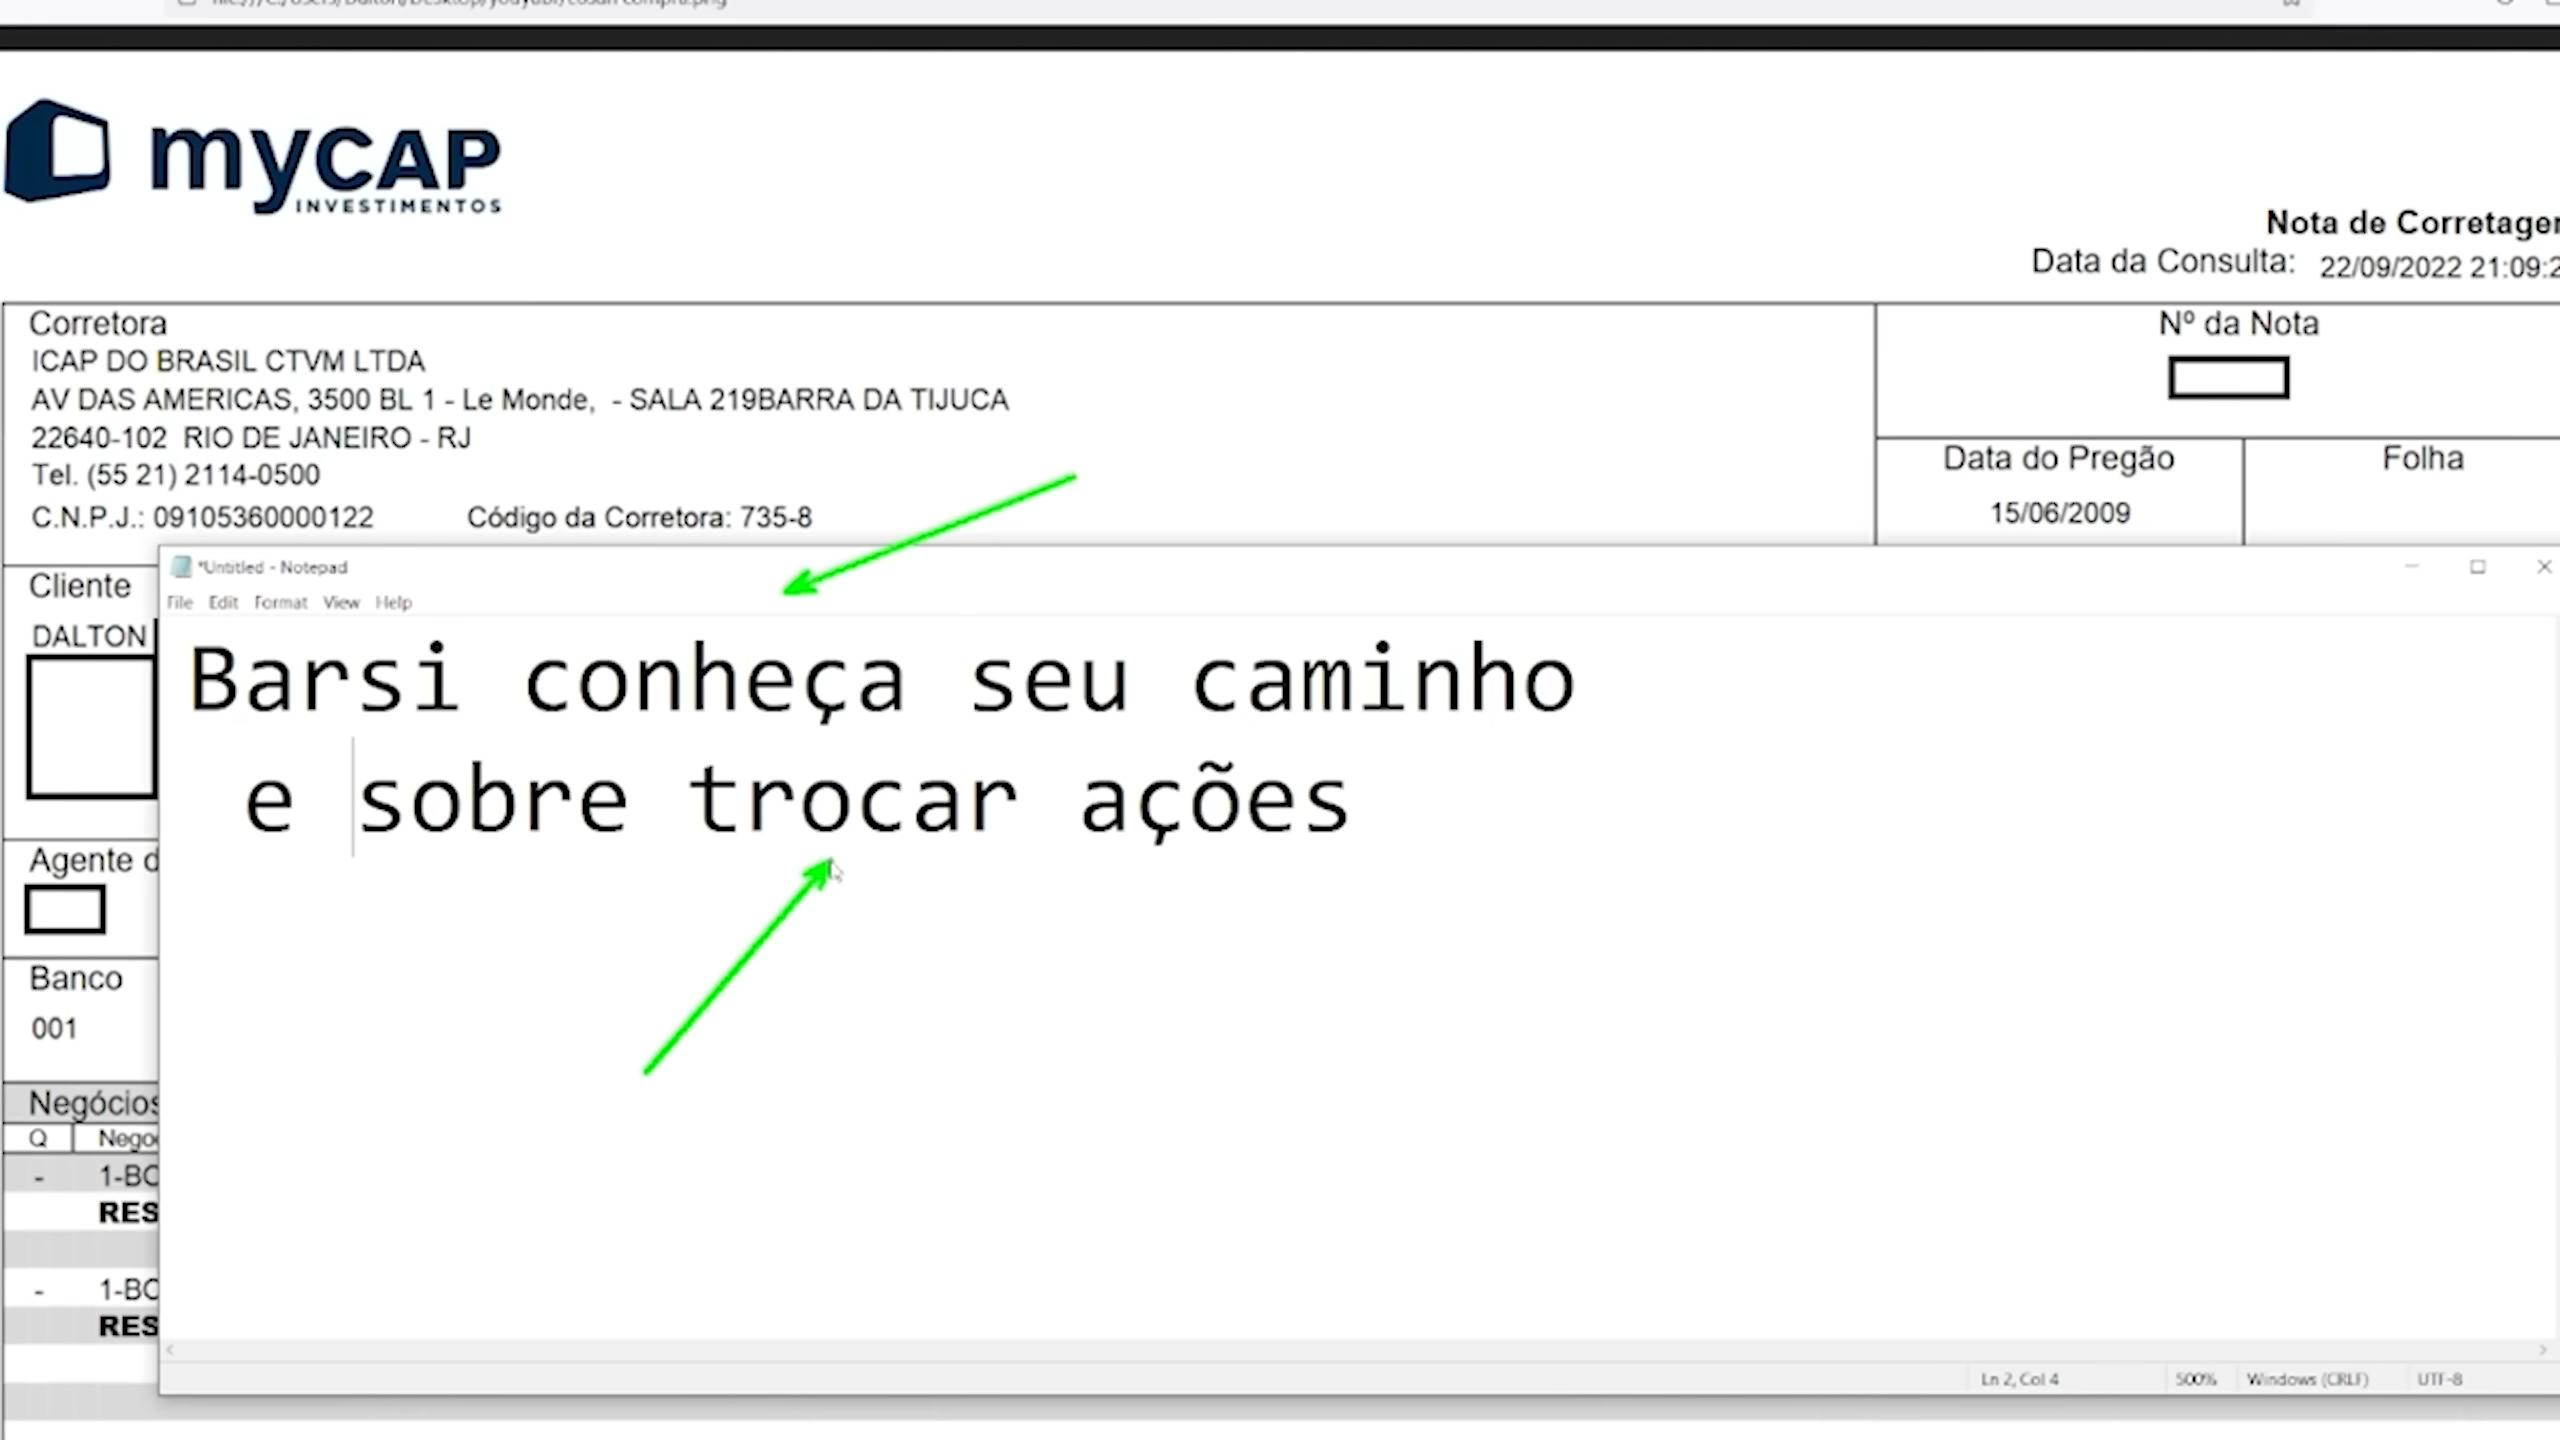 myCAP
INVESTIMENTOS
Nota de Corretagem
Data da Consulta: 22/09/2022 21:09:2
Corretora
ICAP DO BRASIL CTVM LTDA
AV DAS AMERICAS, 3500 BL 1 - Le Monde, - SALA 219BARRA DA TIJUCA
22640-102 RIO DE JANEIRO - RJ
Tel. (55 21) 2114-0500
C.N.P.J.: 09105360000122 Código da Corretora: 735-8
Nº da Nota
Data do Pregão
Folha
15/06/2009
*Untitled - Notepad
File Edit Format View Help
Barsi conheça seu caminho
e sobre trocar ações
Cliente
DALTON
Agente d
Banco
001
Negócios
Q Nego
- 1-BO
RES
- 1-BO
RES
Ln 2, Col 4 500% Windows (CRLF) UTF-8